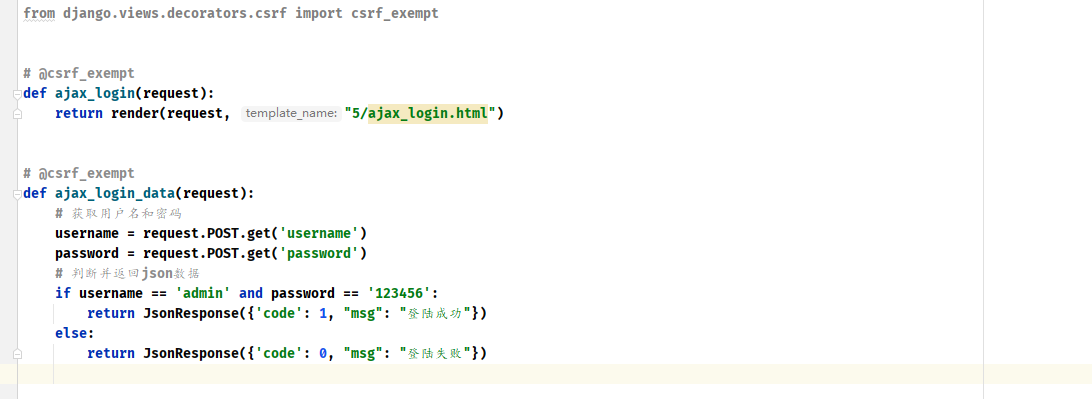 from django.views.decorators.csrf import csrf_exempt
# @csrf_exempt
def ajax_login(request):
    return render(request, template_name: "5/ajax_login.html")
# @csrf_exempt
def ajax_login_data(request):
    # 获取用户名和密码
    username = request.POST.get('username')
    password = request.POST.get('password')
    # 判断并返回json数据
    if username == 'admin' and password == '123456':
        return JsonResponse({'code': 1, "msg": "登陆成功"})
    else:
        return JsonResponse({'code': 0, "msg": "登陆失败"})